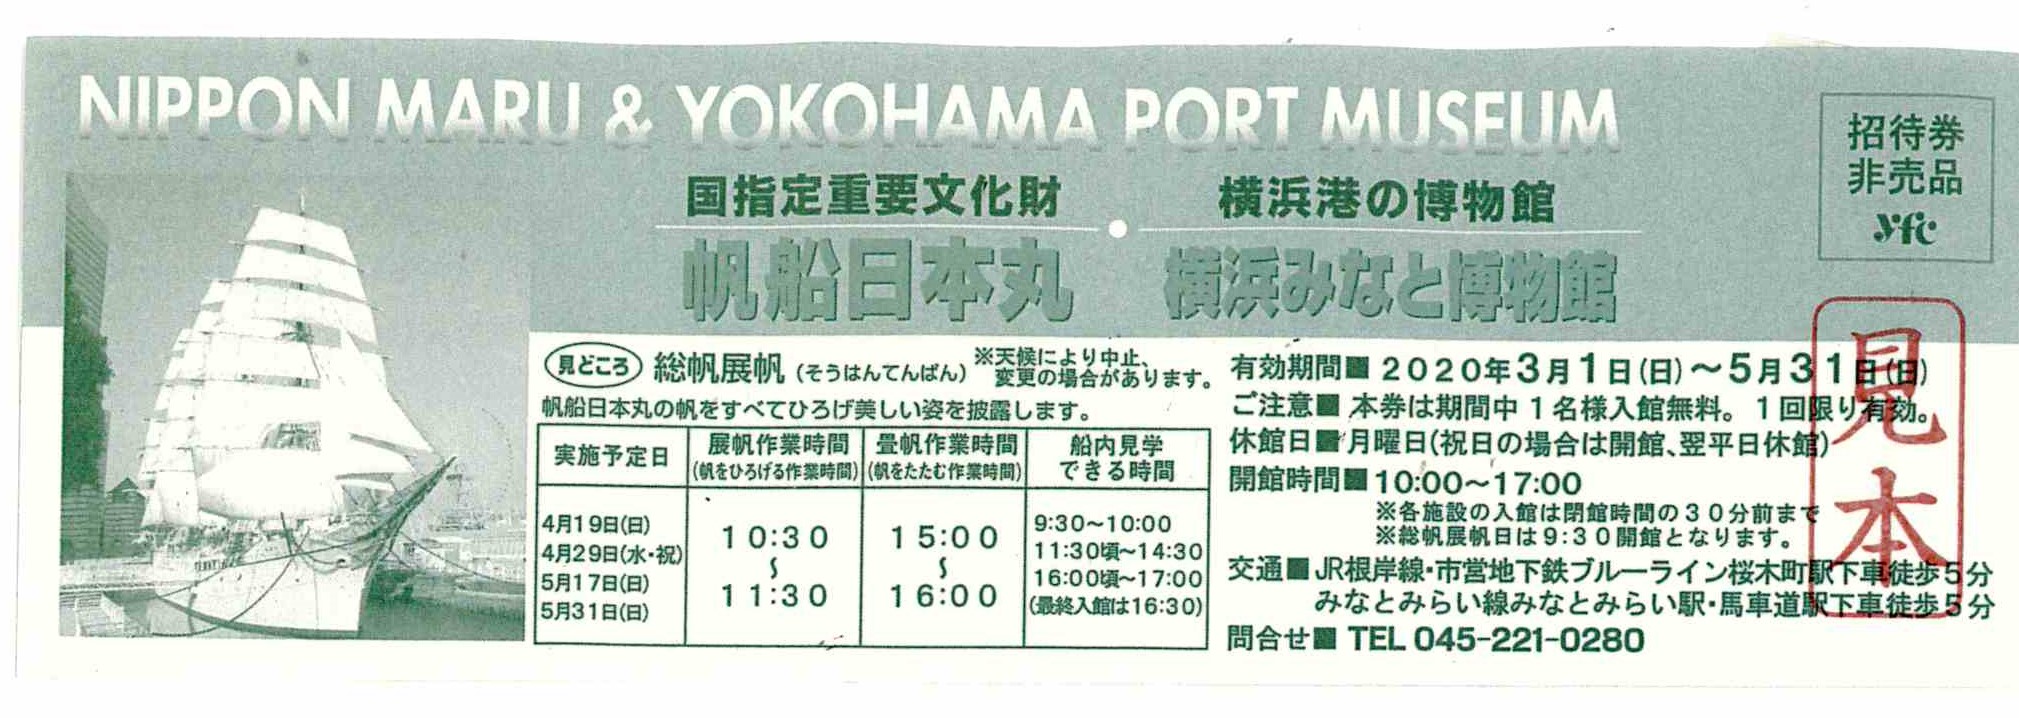 NIPPON MARU & YOKOHAMA PORT MUSEUM
招待券
非売品
yfc
国指定重要文化財
帆船日本丸
横浜港の博物館
横浜みなと博物館
見どころ 総帆展帆 (そうはんてんぱん) ※天候により中止、
変更の場合があります。
帆船日本丸の帆をすべてひろげ美しい姿を披露します。
実施予定日
展帆作業時間
(帆をひろげる作業時間)
畳帆作業時間
(帆をたたむ作業時間)
船内見学
できる時間
4月19日(日)
4月29日(水・祝)
5月17日(日)
5月31日(日)
10:30
〜
11:30
15:00
〜
16:00
9:30〜10:00
11:30頃〜14:30
16:00頃〜17:00
(最終入館は16:30)
有効期間■ 2020年3月1日(日)〜5月31日(日)
ご注意■ 本券は期間中1名様入館無料。1回限り有効。
休館日■月曜日(祝日の場合は開館、翌平日休館)
開館時間■10:00〜17:00
※各施設の入館は閉館時間の30分前まで
※総帆展帆日は9:30開館となります。
交通■JR根岸線・市営地下鉄ブルーライン桜木町駅下車徒歩5分
みなとみらい線みなとみらい駅・馬車道駅下車徒歩5分
問合せ■ TEL 045-221-0280
見本